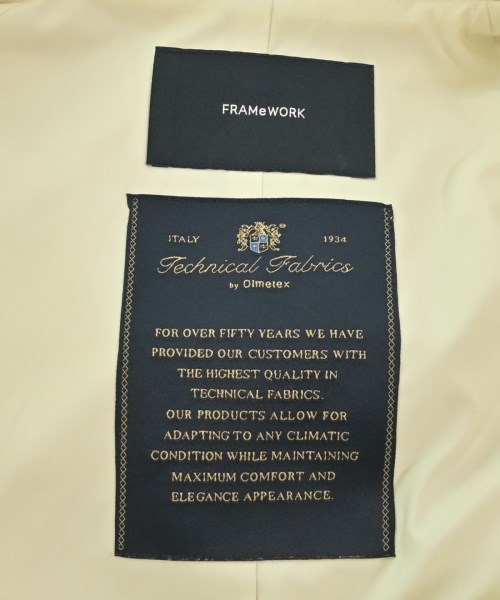 FRAMeWORK
ITALY 1934
Technical Fabrics
by Olmetex
FOR OVER FIFTY YEARS WE HAVE
PROVIDED OUR CUSTOMERS WITH
THE HIGHEST QUALITY IN
TECHNICAL FABRICS.
OUR PRODUCTS ALLOW FOR
ADAPTING TO ANY CLIMATIC
CONDITION WHILE MAINTAINING
MAXIMUM COMFORT AND
ELEGANCE APPEARANCE.